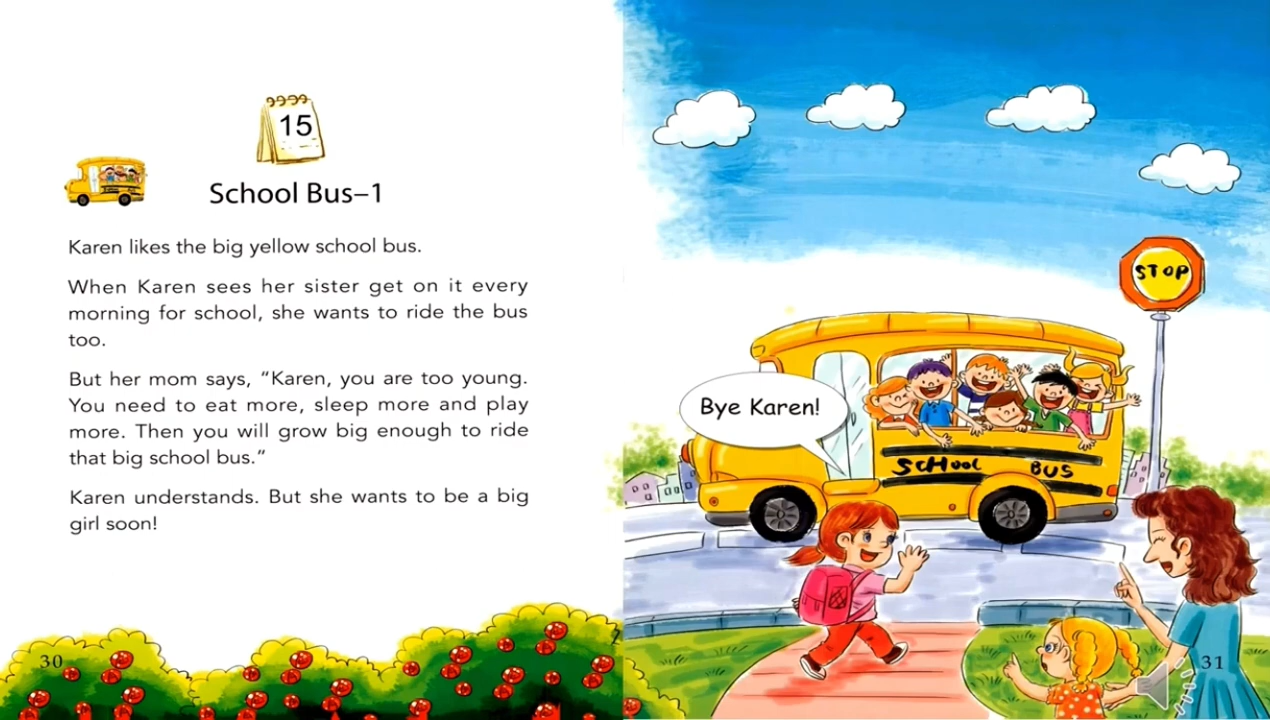 15
School Bus–1
Karen likes the big yellow school bus.
When Karen sees her sister get on it every
morning for school, she wants to ride the bus
too.
But her mom says, “Karen, you are too young.
You need to eat more, sleep more and play
more. Then you will grow big enough to ride
that big school bus.”
Karen understands. But she wants to be a big
girl soon!
30
STOP
Bye Karen!
SCHOOL BUS
31